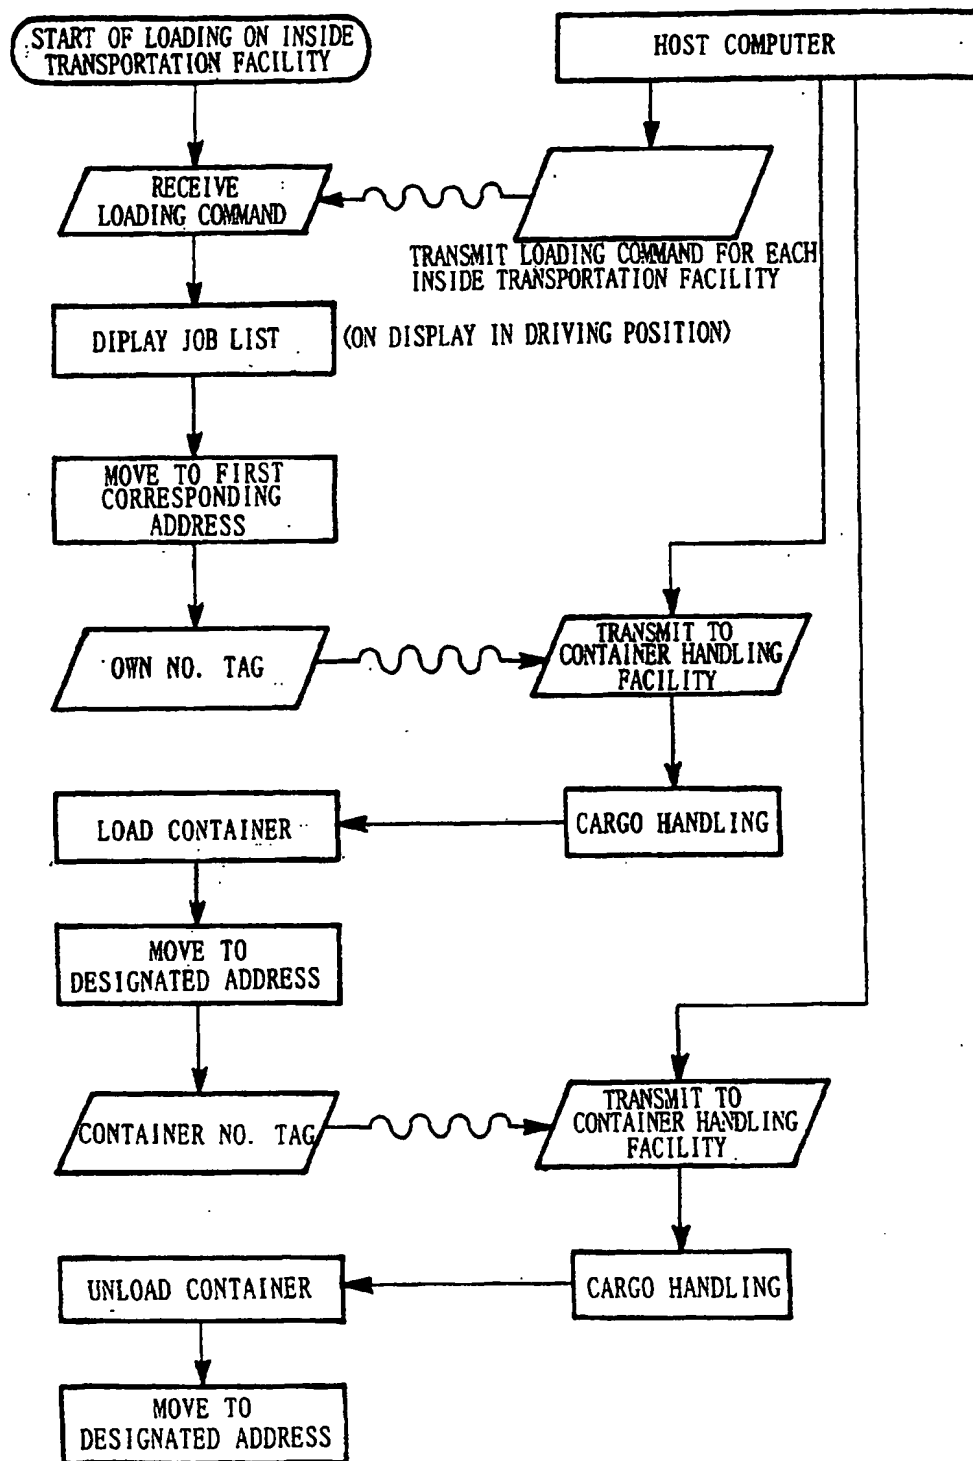 START OF LOADING ON INSIDE
TRANSPORTATION FACILITY
HOST COMPUTER
RECEIVE
LOADING COMMAND
TRANSMIT LOADING COMMAND FOR EACH
INSIDE TRANSPORTATION FACILITY
DIPLAY JOB LIST
(ON DISPLAY IN DRIVING POSITION)
MOVE TO FIRST
CORRESPONDING
ADDRESS
OWN NO. TAG
TRANSMIT TO
CONTAINER HANDLING
FACILITY
LOAD CONTAINER
CARGO HANDLING
MOVE TO
DESIGNATED ADDRESS
CONTAINER NO. TAG
TRANSMIT TO
CONTAINER HANDLING
FACILITY
UNLOAD CONTAINER
CARGO HANDLING
MOVE TO
DESIGNATED ADDRESS